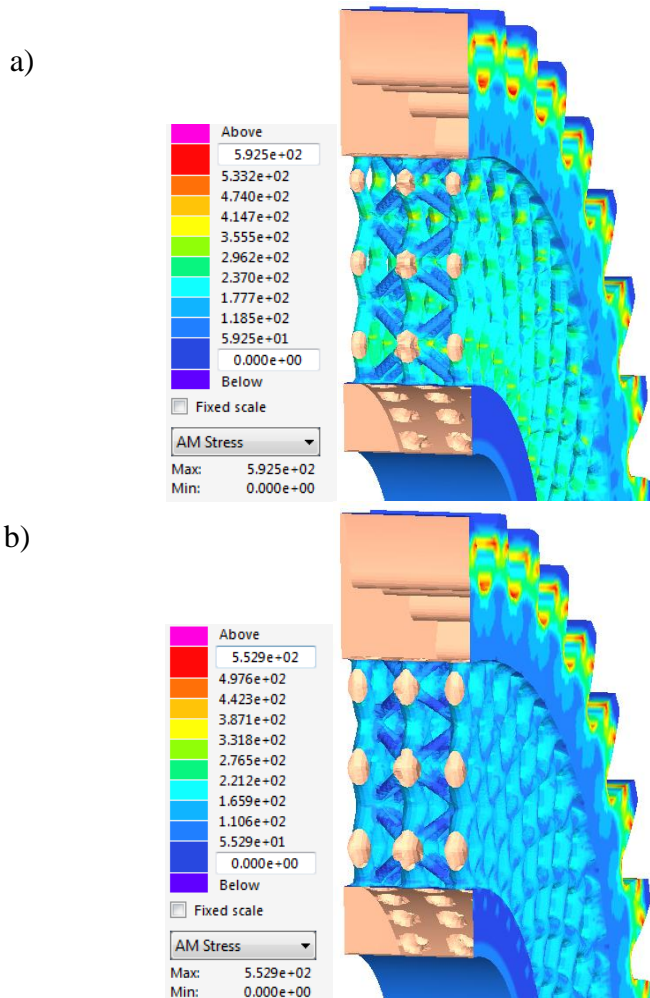 a)
Above
5.925e+02
5.332e+02
4.740e+02
4.147e+02
3.555e+02
2.962e+02
2.370e+02
1.777e+02
1.185e+02
5.925e+01
0.000e+00
Below
Fixed scale
AM Stress
Max: 5.925e+02
Min: 0.000e+00
b)
Above
5.529e+02
4.976e+02
4.423e+02
3.871e+02
3.318e+02
2.765e+02
2.212e+02
1.659e+02
1.106e+02
5.529e+01
0.000e+00
Below
Fixed scale
AM Stress
Max: 5.529e+02
Min: 0.000e+00